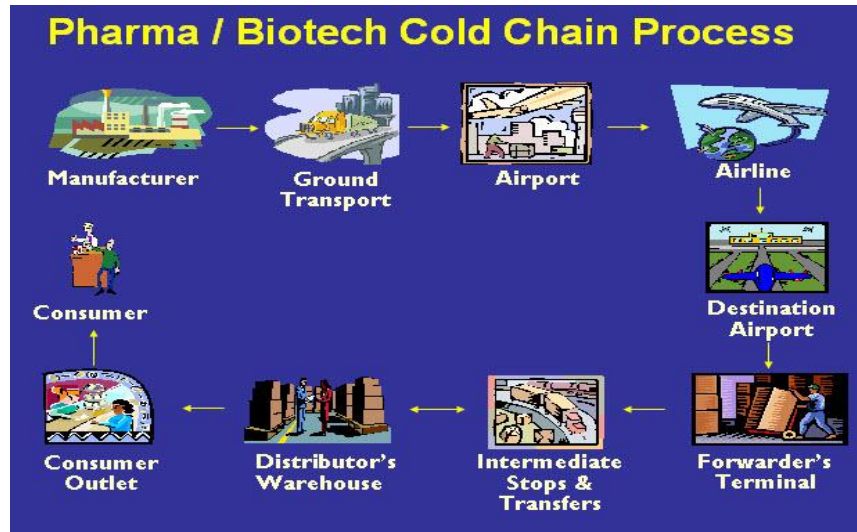 Pharma / Biotech Cold Chain Process
Manufacturer
Ground
Transport
Airport
Airline
Destination
Airport
Forwarder's
Terminal
Intermediate
Stops &
Transfers
Distributor's
Warehouse
Consumer
Outlet
Consumer